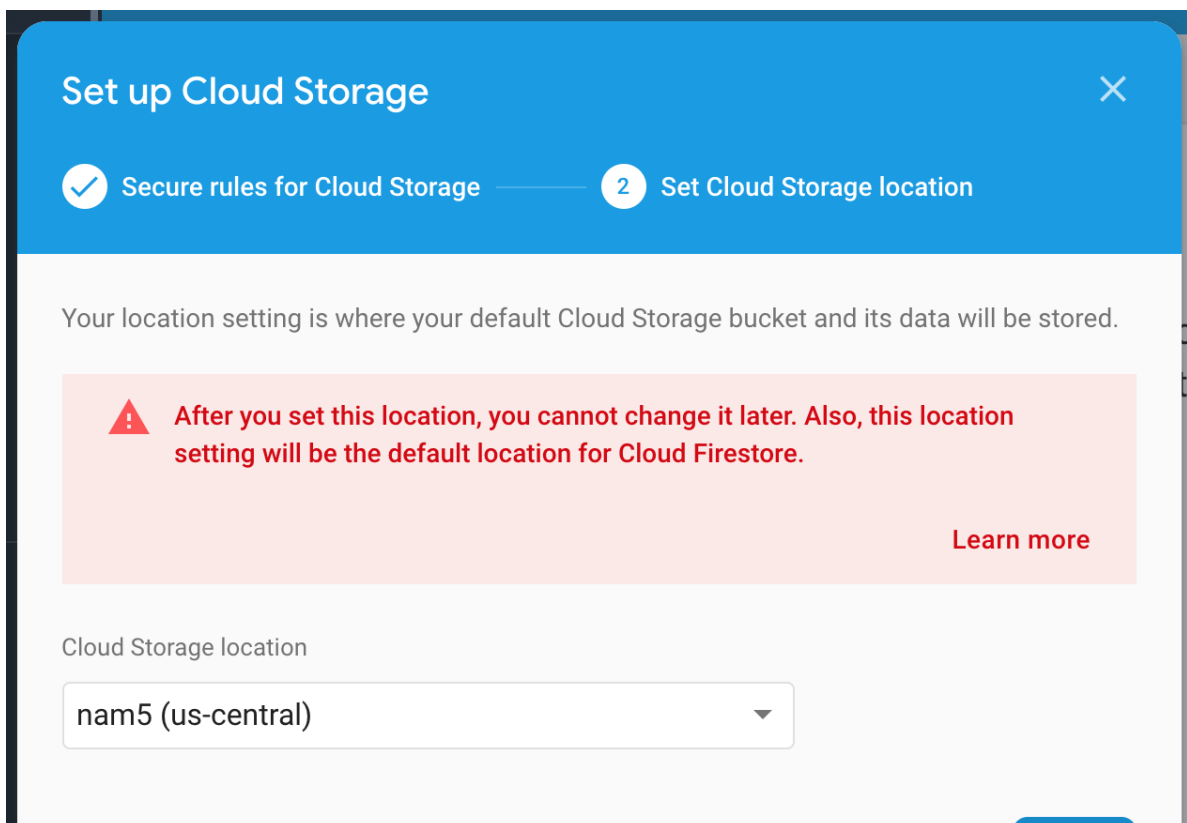 Set up Cloud Storage
Secure rules for Cloud Storage
2 Set Cloud Storage location
Your location setting is where your default Cloud Storage bucket and its data will be stored.
After you set this location, you cannot change it later. Also, this location
setting will be the default location for Cloud Firestore.
Learn more
Cloud Storage location
nam5 (us-central)